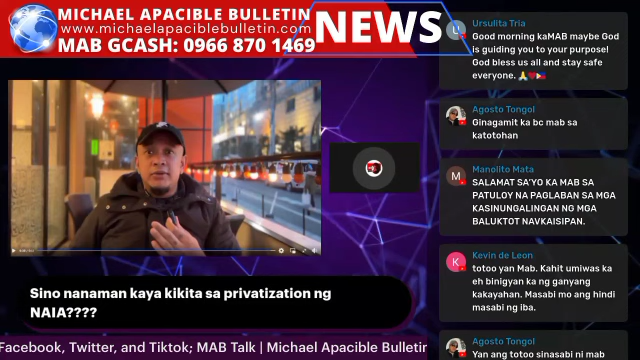 MICHAEL APACIBLE BULLETIN
www.michaelapaciblebulletin.com
MAB GCASH: 0966 870 1469
NEWS
Sino nanaman kaya kikita sa privatization ng
NAIA????
Facebook, Twitter, and Tiktok; MAB Talk | Michael Apacible Bulletin
Ursulita Tria
Good morning kaMAB maybe God
is guiding you to your purpose!
God bless us all and stay safe
everyone. 🙏❤️🇵🇭
Agosto Tongol
Ginagamit ka bc mab sa
katotohan
M
Manolito Mata
SALAMAT SA'YO KA MAB SA
PATULOY NA PAGLABAN SA MGA
KASINUNGALINGAN NG MGA
BALUKTOT NAVKAISIPAN.
K
Kevin de Leon
totoo yan Mab. Kahit umiwas ka
eh binigyan ka ng ganyang
kakayahan. Masabi mo ang hindi
masabi ng iba.
Agosto Tongol
Yan ang totoo sinasabi ni mab